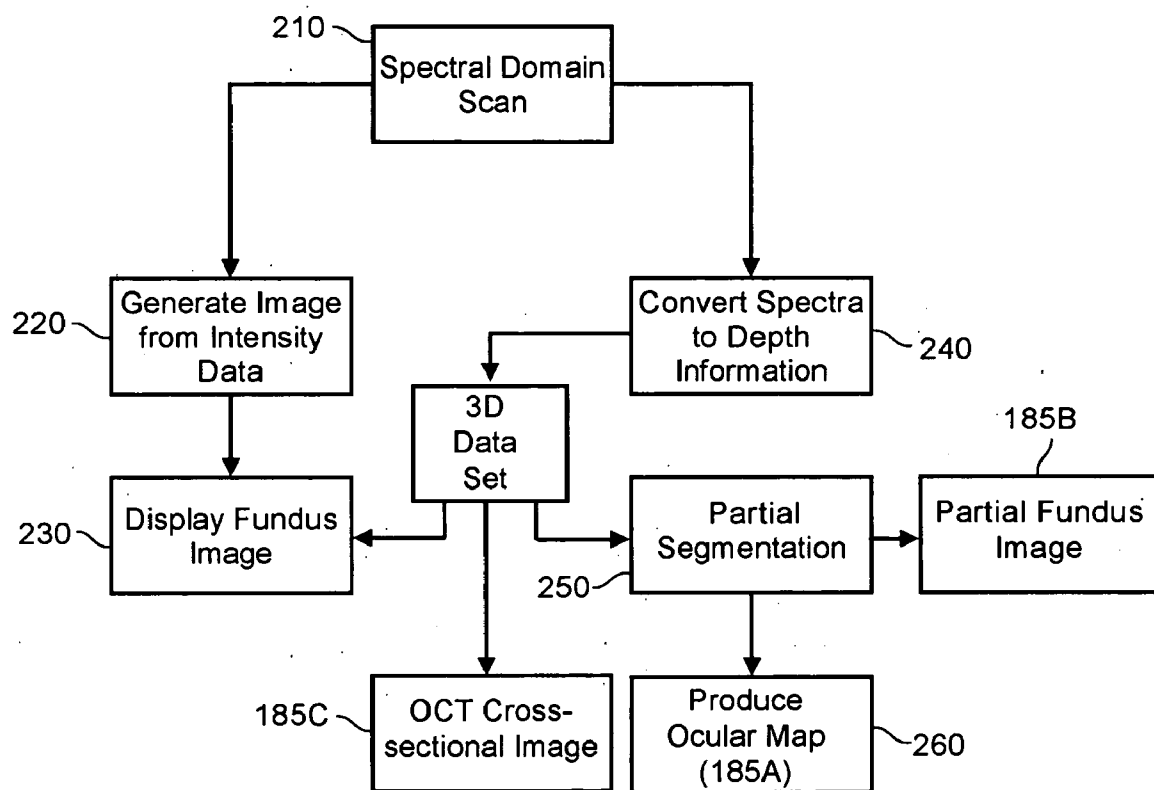 210
Spectral Domain
Scan
220
Generate Image
from Intensity
Data
Convert Spectra
to Depth
Information
240
3D
Data
Set
185B
230
Display Fundus
Image
Partial
Segmentation
250
Partial Fundus
Image
185C
OCT Cross-
sectional Image
Produce
Ocular Map
(185A)
260